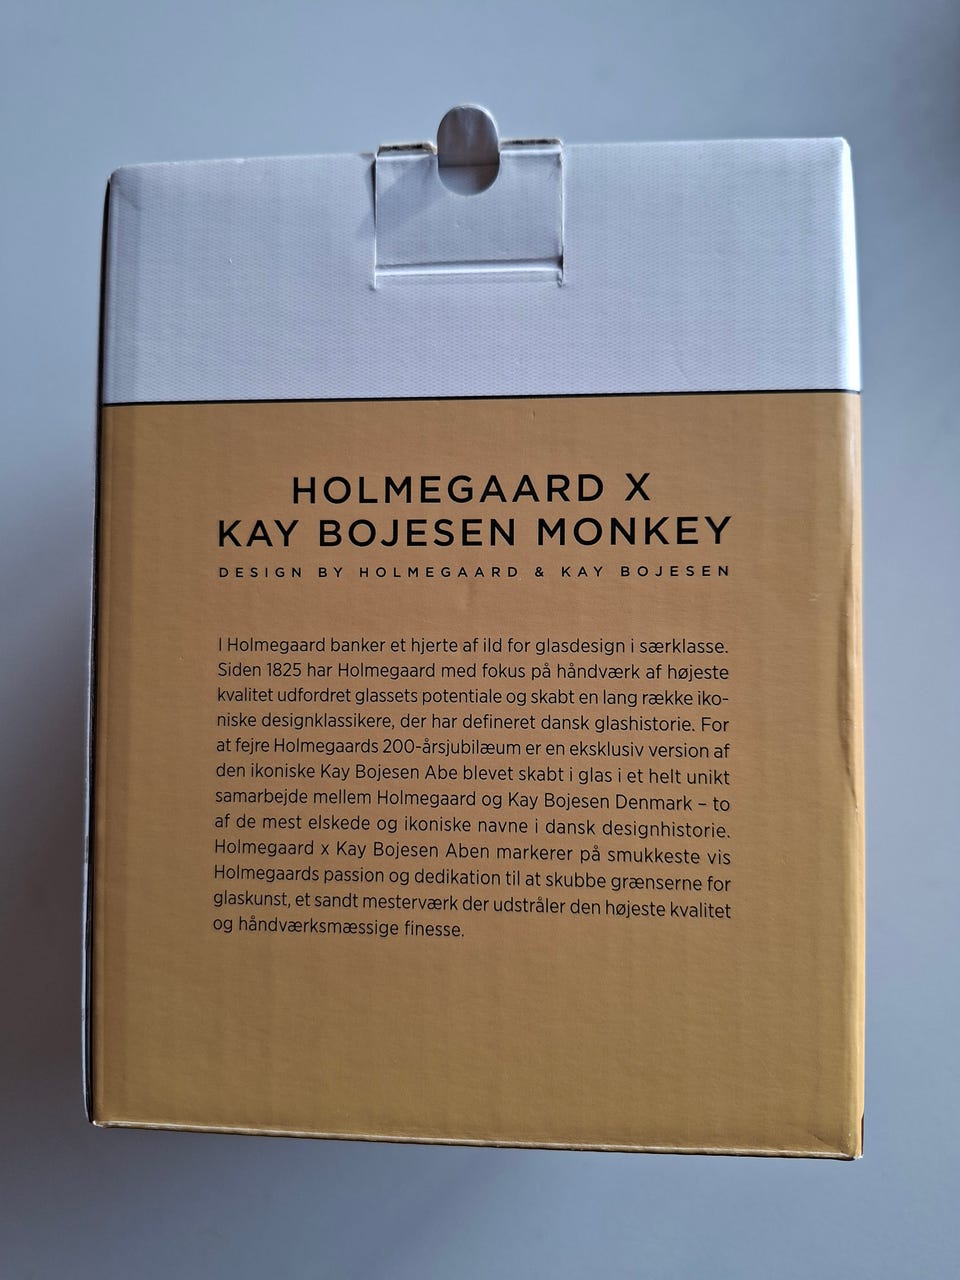 HOLMEGAARD X
KAY BOJESEN MONKEY
DESIGN BY HOLMEGAARD & KAY BOJESEN
I Holmegaard banker et hjerte af ild for glasdesign i særklasse.
Siden 1825 har Holmegaard med fokus på håndværk af højeste
kvalitet udfordret glassets potentiale og skabt en lang række iko-
niske designklassikere, der har defineret dansk glashistorie. For
at fejre Holmegaards 200-årsjubilæum er en eksklusiv version af
den ikoniske Kay Bojesen Abe blevet skabt i glas i et helt unikt
samarbejde mellem Holmegaard og Kay Bojesen Denmark – to
af de mest elskede og ikoniske navne i dansk designhistorie.
Holmegaard x Kay Bojesen Aben markerer på smukkeste vis
Holmegaards passion og dedikation til at skubbe grænserne for
glaskunst, et sandt mesterværk der udstråler den højeste kvalitet
og håndværksmæssige finesse.